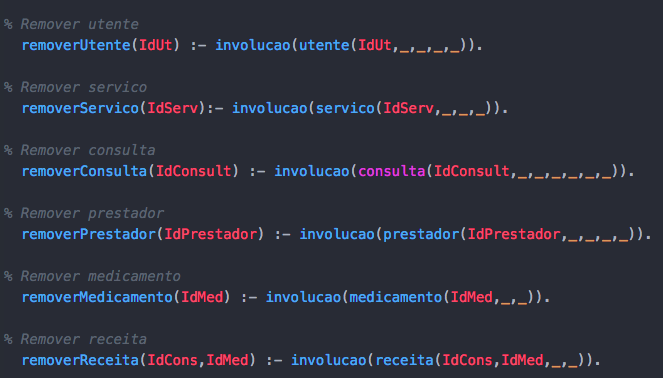 % Remover utente
removerUtente(IdUt) :- involucao(utente(IdUt,_,_,_,_)).
% Remover servico
removerServico(IdServ):- involucao(servico(IdServ,_,_,_)).
% Remover consulta
removerConsulta(IdConsult) :- involucao(consulta(IdConsult,_,_,_,_,_,_)).
% Remover prestador
removerPrestador(IdPrestador) :- involucao(prestador(IdPrestador,_,_,_,_)).
% Remover medicamento
removerMedicamento(IdMed) :- involucao(medicamento(IdMed,_,_)).
% Remover receita
removerReceita(IdCons,IdMed) :- involucao(receita(IdCons,IdMed,_,_)).